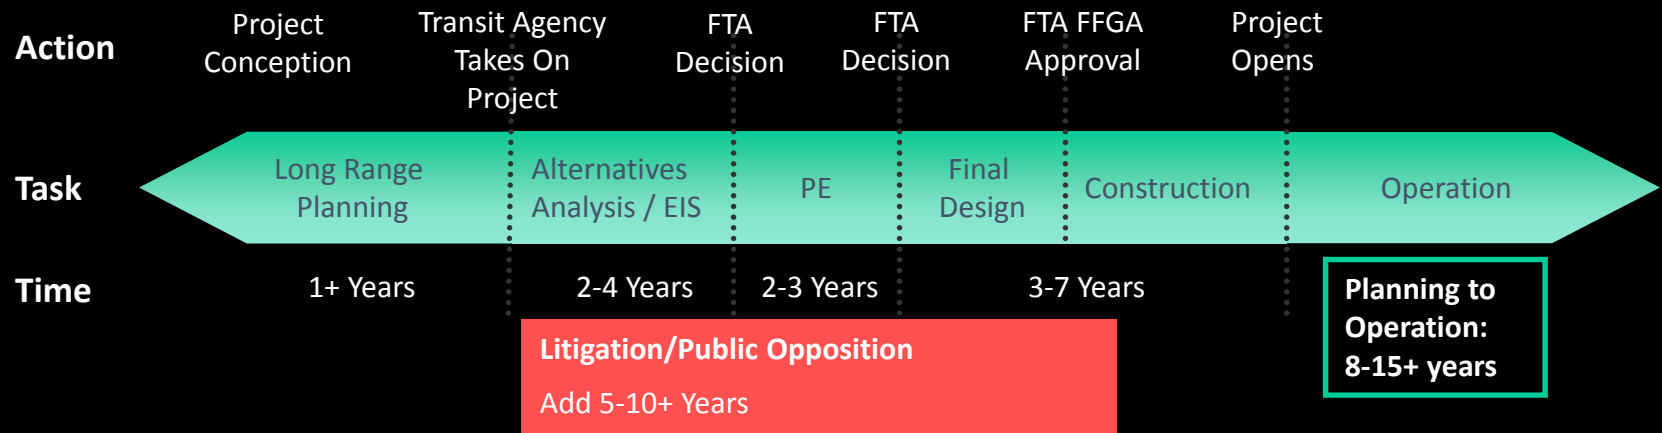 Action
Project
Conception
Transit Agency
Takes On
Project
FTA
Decision
FTA
Decision
FTA FFGA
Approval
Project
Opens
Task
Long Range
Planning
Alternatives
Analysis / EIS
PE
Final
Design
Construction
Operation
Time
1+ Years
2-4 Years
2-3 Years
3-7 Years
Planning to
Operation:
8-15+ years
Litigation/Public Opposition
Add 5-10+ Years